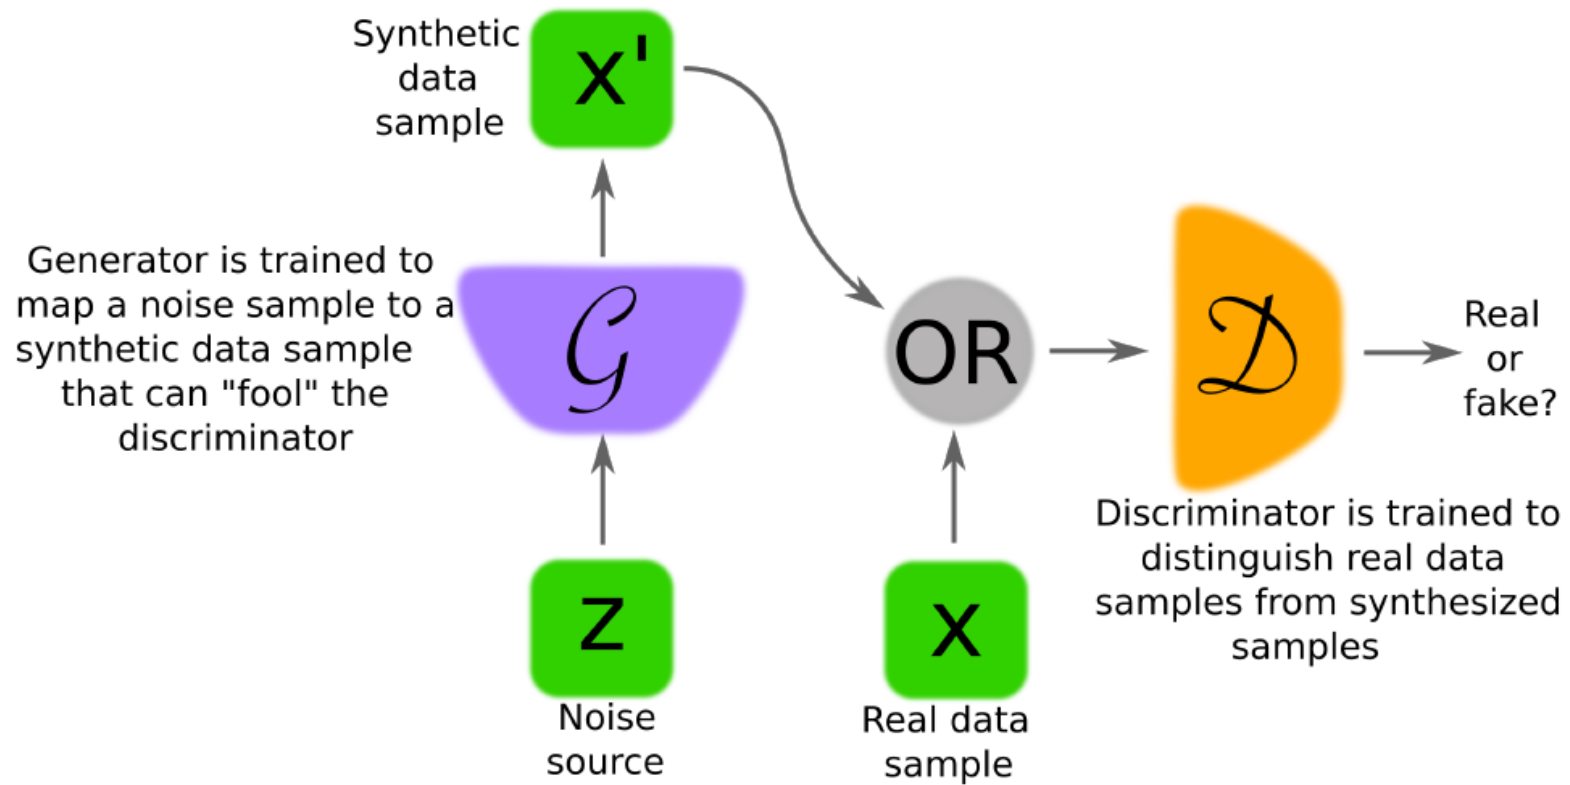 Synthetic
data
sample
x'
Generator is trained to
map a noise sample to a
synthetic data sample
that can "fool" the
discriminator
G
z
Noise
source
OR
x
Real data
sample
D
Real
or
fake?
Discriminator is trained to
distinguish real data
samples from synthesized
samples